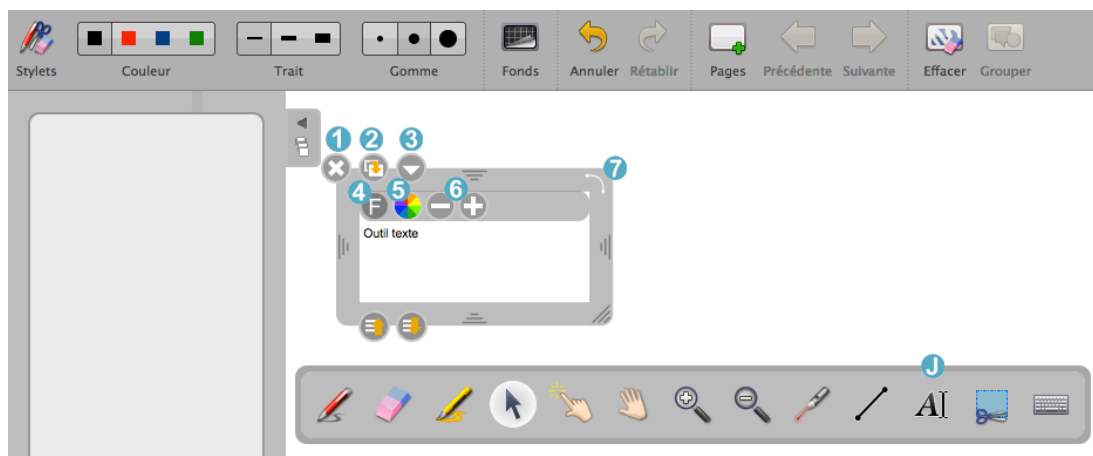 Stylets Couleur Trait Gomme Fonds Annuler Rétablir Pages Précédente Suivante Effacer Grouper
1 2 3
7
4 F 5 6
Outil texte
J
AI